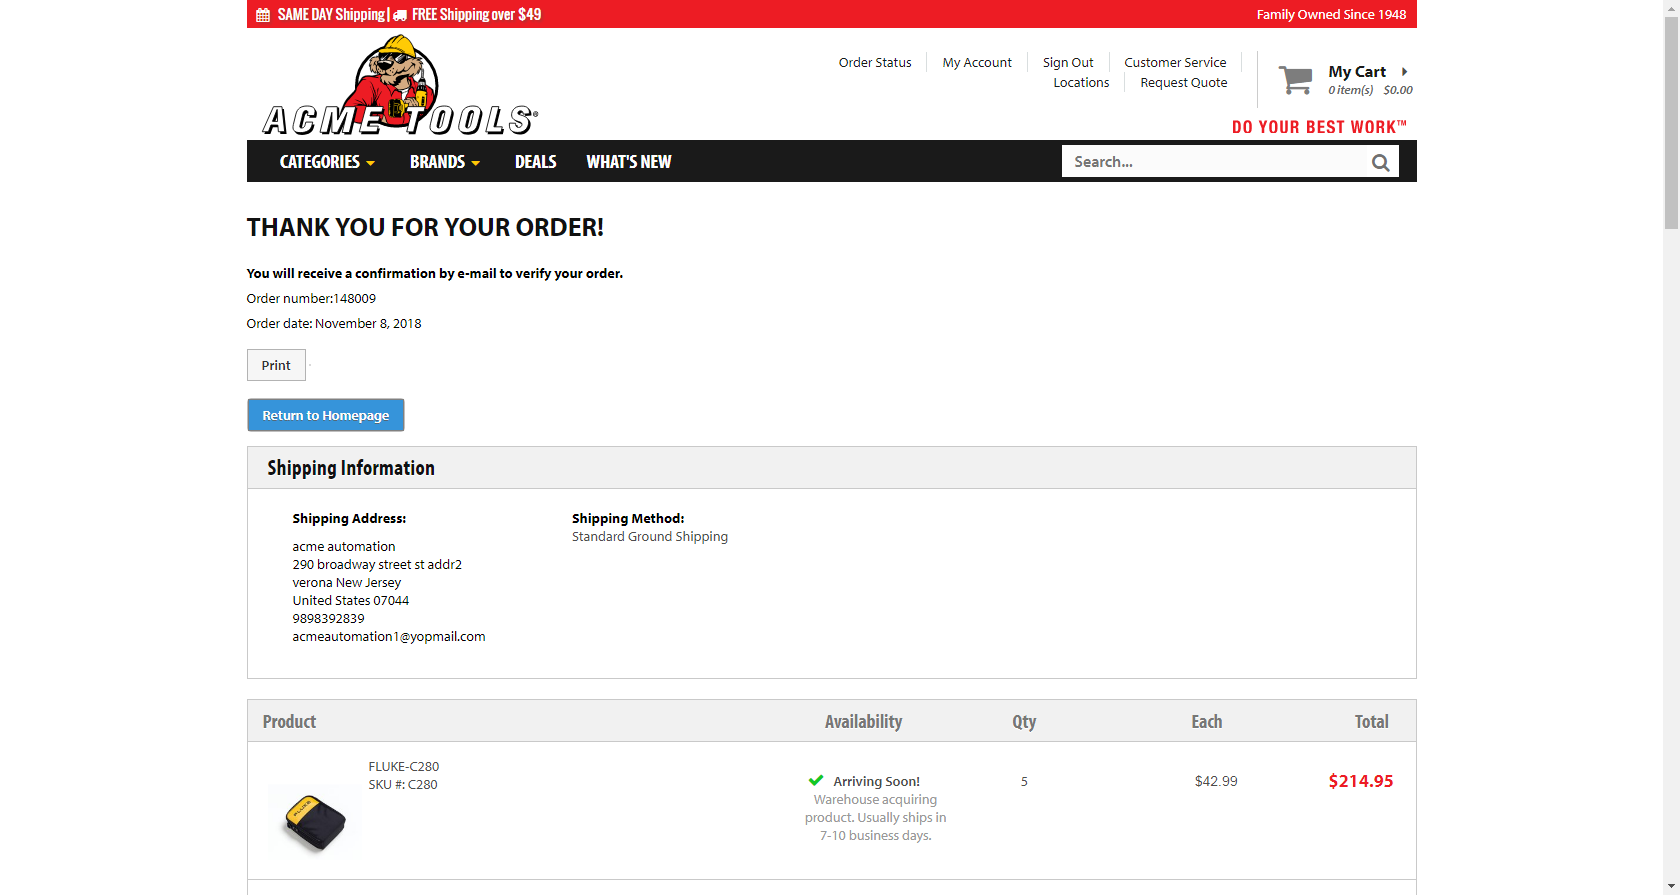 SAME DAY Shipping | FREE Shipping over $49
Family Owned Since 1948
ACME TOOLS®
Order Status
My Account
Sign Out
Customer Service
Locations
Request Quote
My Cart
0 item(s) $0.00
DO YOUR BEST WORK™
CATEGORIES
BRANDS
DEALS
WHAT'S NEW
Search...
THANK YOU FOR YOUR ORDER!
You will receive a confirmation by e-mail to verify your order.
Order number:148009
Order date: November 8, 2018
Print
Return to Homepage
Shipping Information
Shipping Address:
acme automation
290 broadway street st addr2
verona New Jersey
United States 07044
9898392839
acmeautomation1@yopmail.com
Shipping Method:
Standard Ground Shipping
Product
Availability
Qty
Each
Total
FLUKE
FLUKE-C280
SKU #: C280
Arriving Soon!
Warehouse acquiring
product. Usually ships in
7-10 business days.
5
$42.99
$214.95